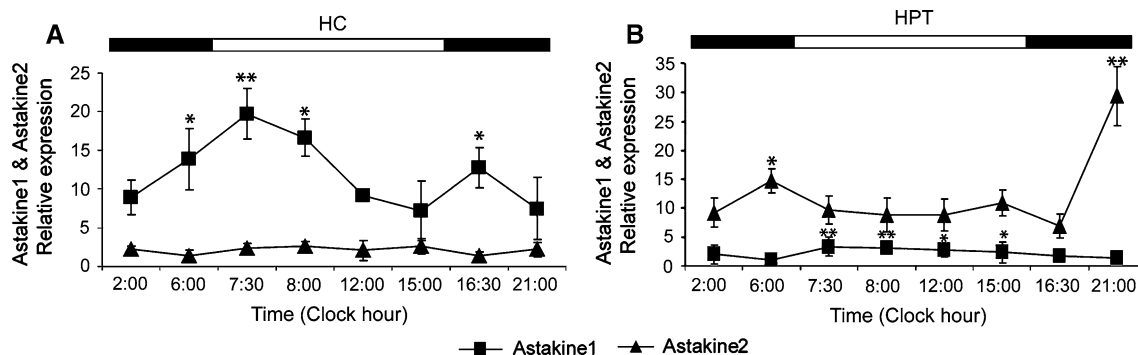 A
HC
Astakine1 & Astakine2
Relative expression
25
20
15
10
5
0
*
**
*
*
2:00 6:00 7:30 8:00 12:00 15:00 16:30 21:00
Time (Clock hour)
B
HPT
Astakine1 & Astakine2
Relative expression
35
30
25
20
15
10
5
0
*
**
**
**
*
*
2:00 6:00 7:30 8:00 12:00 15:00 16:30 21:00
Time (Clock hour)
Astakine1 Astakine2